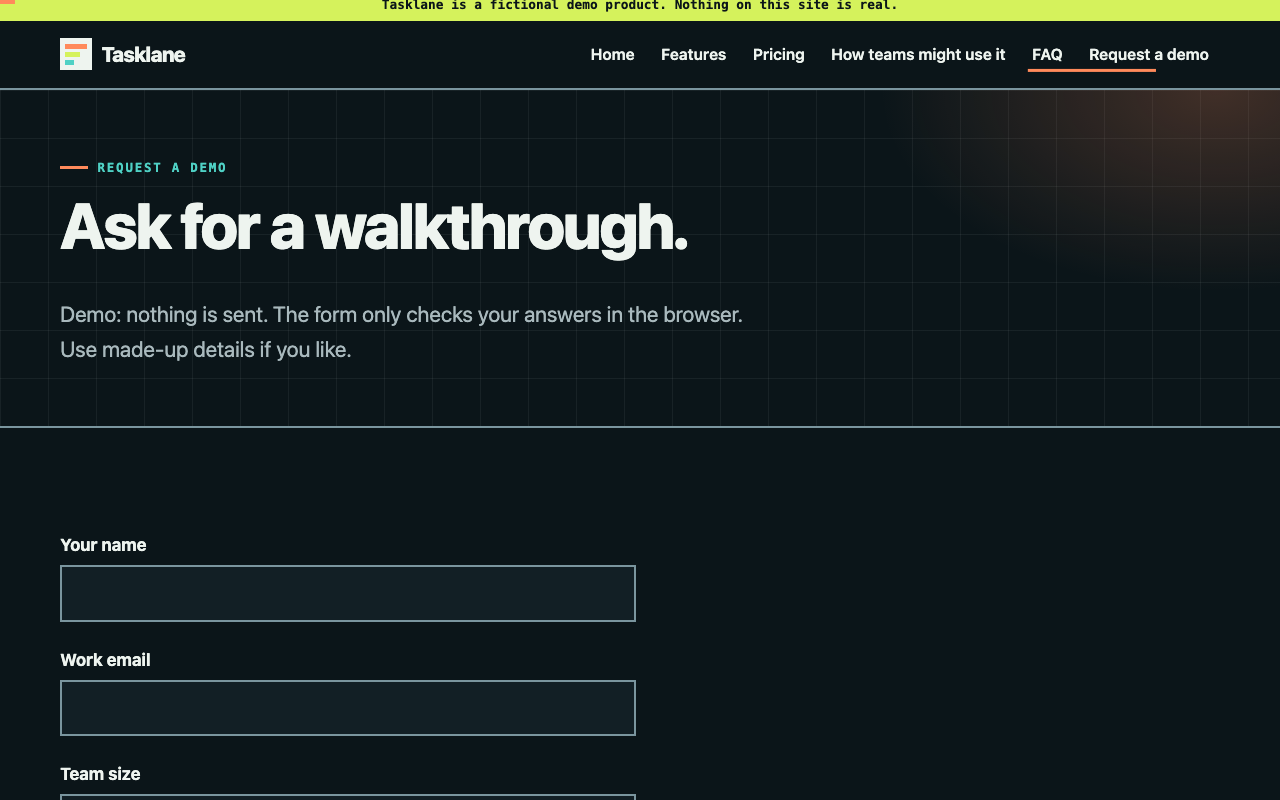 Tasklane is a fictional demo product. Nothing on this site is real.
Tasklane
Home Features Pricing How teams might use it FAQ Request a demo
REQUEST A DEMO
Ask for a walkthrough.
Demo: nothing is sent. The form only checks your answers in the browser.
Use made-up details if you like.
Your name
Work email
Team size